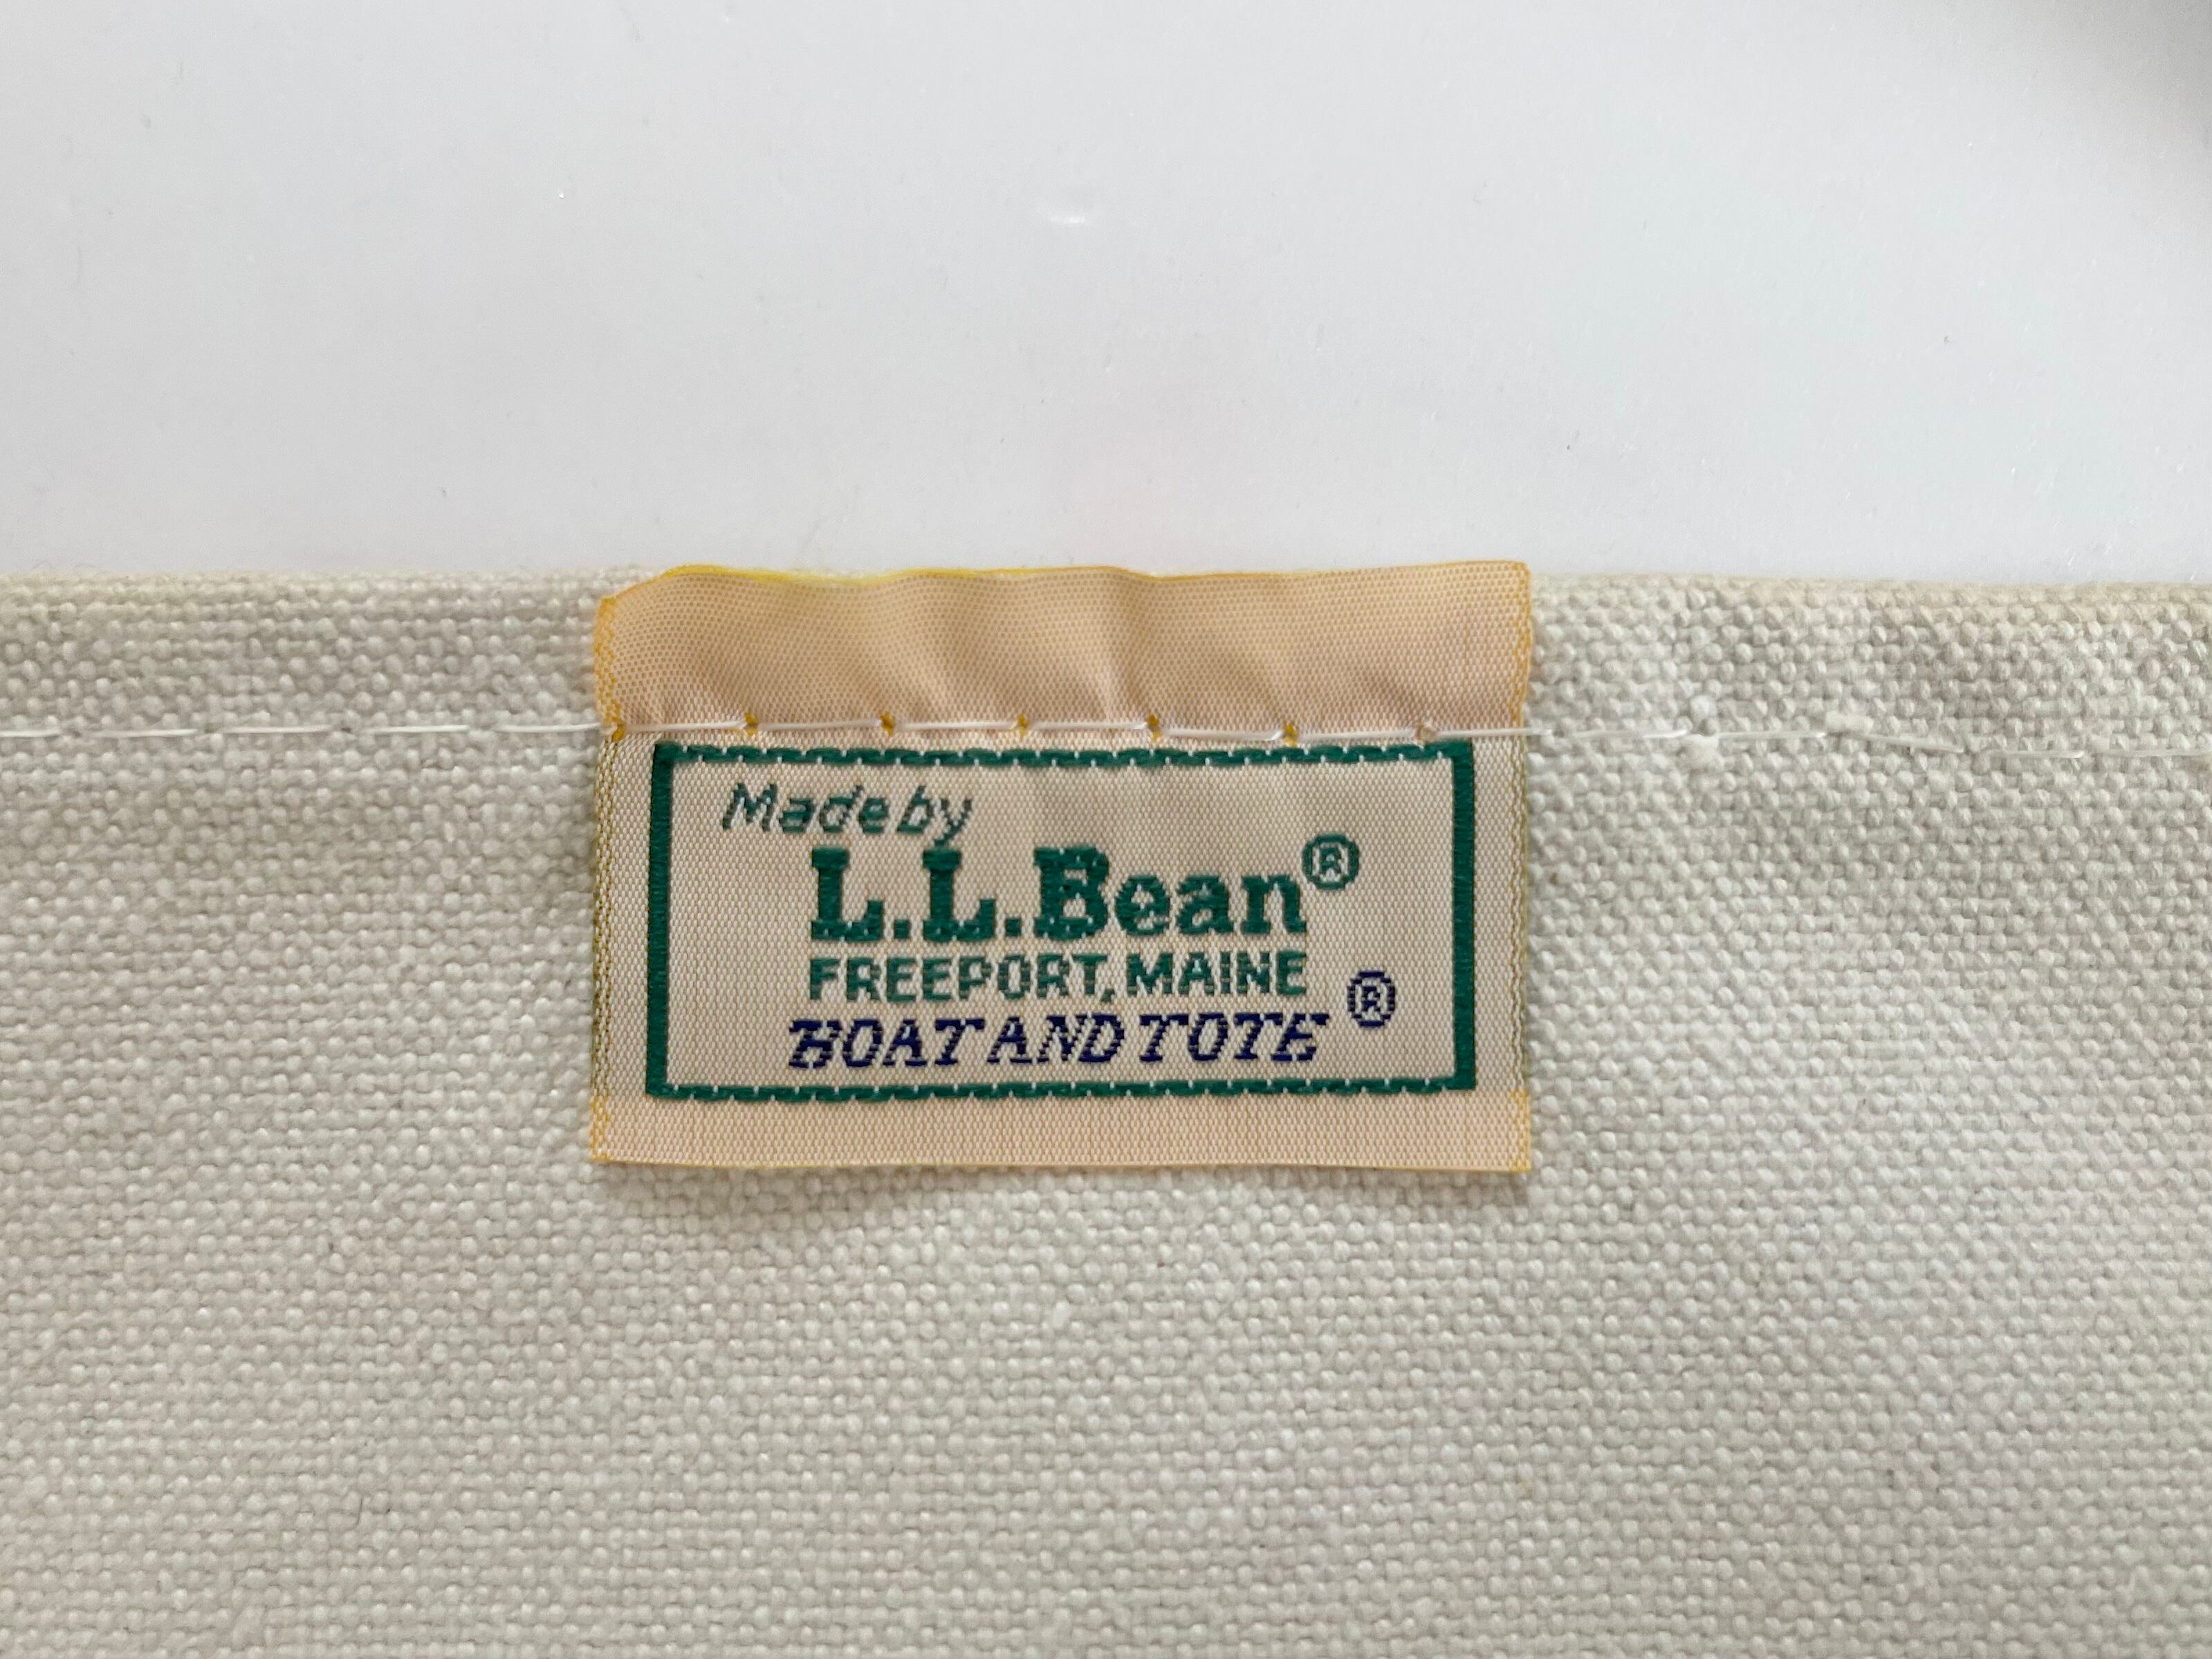 Made by
L.L.Bean®
FREEPORT, MAINE
BOAT AND TOTE®